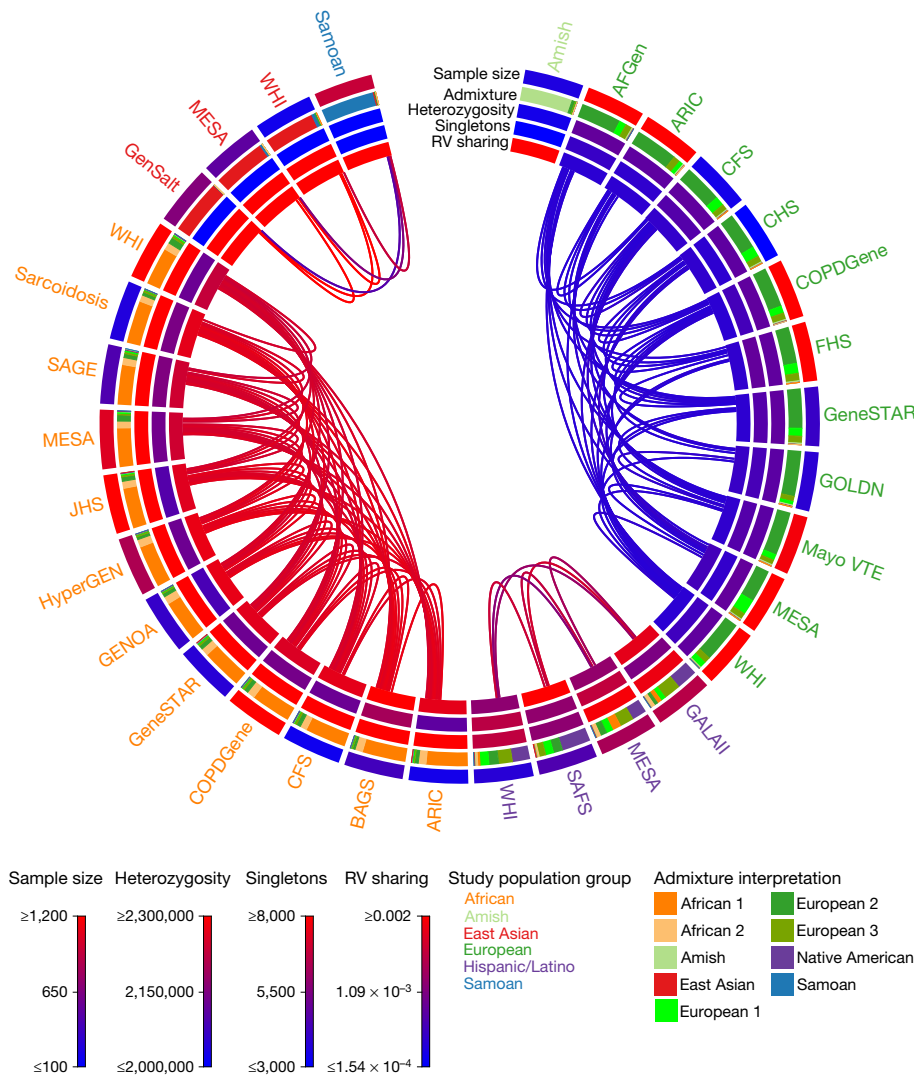 Sample size
Admixture
Heterozygosity
Singletons
RV sharing
Amish
AFGen
ARIC
CFS
CHS
COPDGene
FHS
GeneSTAR
GOLDN
Mayo VTE
MESA
WHI
GALAII
MESA
SAFS
WHI
ARIC
BAGS
CFS
COPDGene
GeneSTAR
GENOA
HyperGEN
JHS
MESA
SAGE
Sarcoidosis
WHI
GenSalt
MESA
WHI
Samoan
Sample size
≥1,200
650
≤100
Heterozygosity
≥2,300,000
2,150,000
≤2,000,000
Singletons
≥8,000
5,500
≤3,000
RV sharing
≥0.002
1.09 × 10⁻³
≤1.54 × 10⁻⁴
Study population group
African
Amish
East Asian
European
Hispanic/Latino
Samoan
Admixture interpretation
African 1
African 2
Amish
East Asian
European 1
European 2
European 3
Native American
Samoan